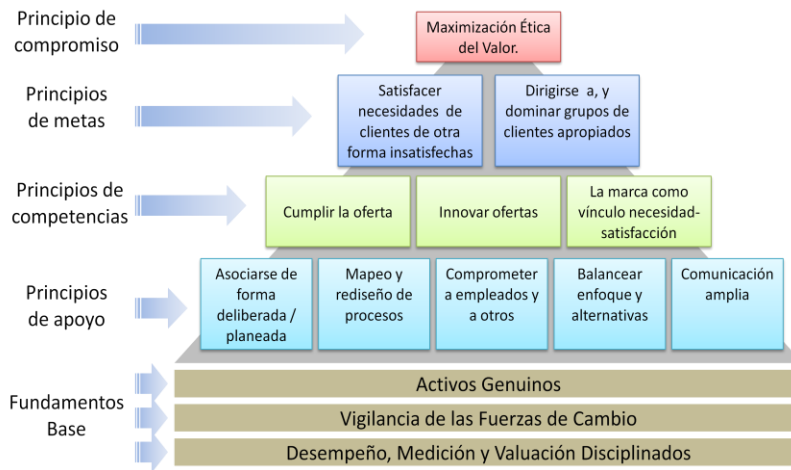 Principio de
compromiso
Maximización Ética
del Valor.
Principios
de metas
Satisfacer
necesidades de
clientes de otra
forma insatisfechas
Dirigirse a, y
dominar grupos de
clientes apropiados
Principios de
competencias
Cumplir la oferta
Innovar ofertas
La marca como
vínculo necesidad-
satisfacción
Principios
de apoyo
Asociarse de
forma
deliberada /
planeada
Mapeo y
rediseño de
procesos
Comprometer
a empleados y
a otros
Balancear
enfoque y
alternativas
Comunicación
amplia
Fundamentos
Base
Activos Genuinos
Vigilancia de las Fuerzas de Cambio
Desempeño, Medición y Valuación Disciplinados